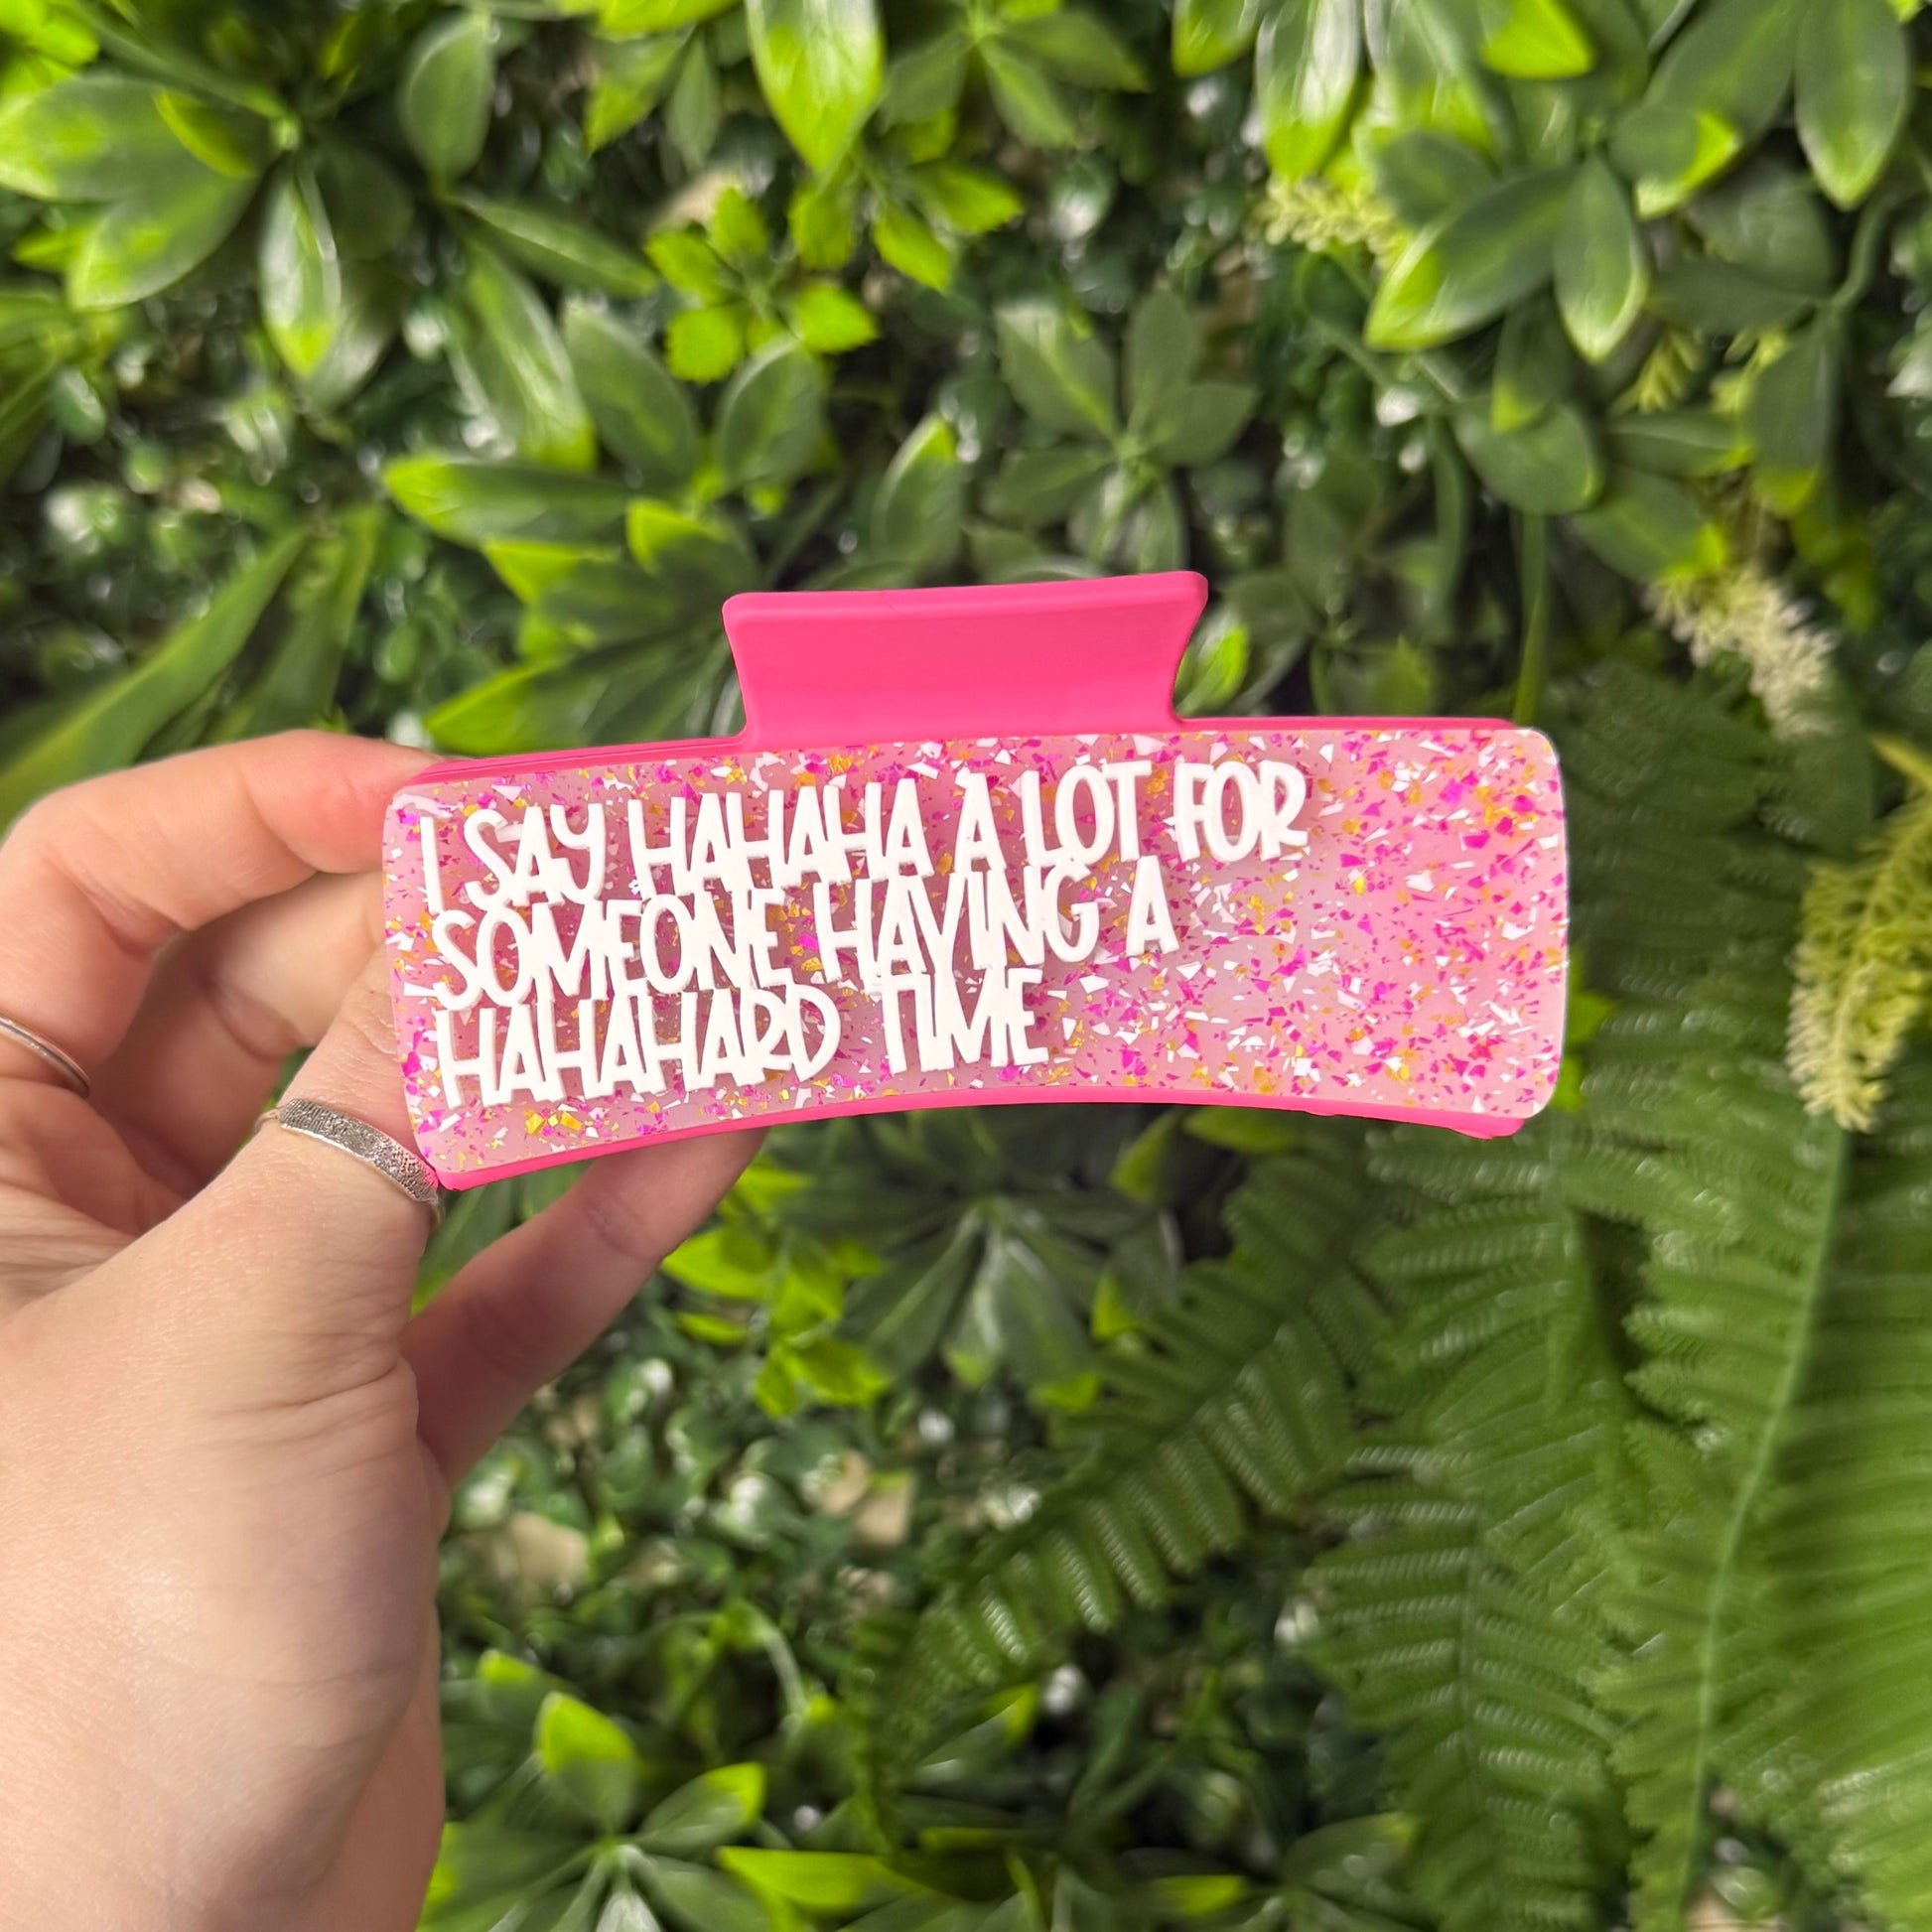 I SAY HAHAHA A LOT FOR
SOMEONE HAVING A
HAHAHARD TIME